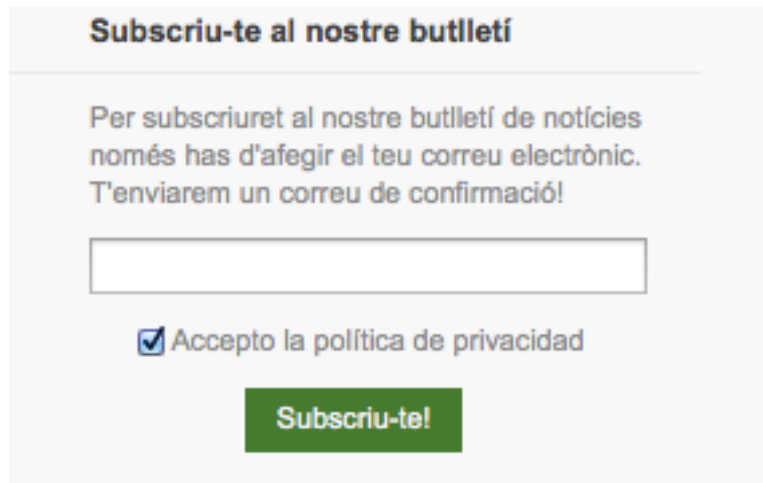 Subscriu-te al nostre butlletí
Per subscriuret al nostre butlletí de notícies
només has d'afegir el teu correu electrònic.
T'enviarem un correu de confirmació!
Accepto la política de privacidad
Subscriu-te!